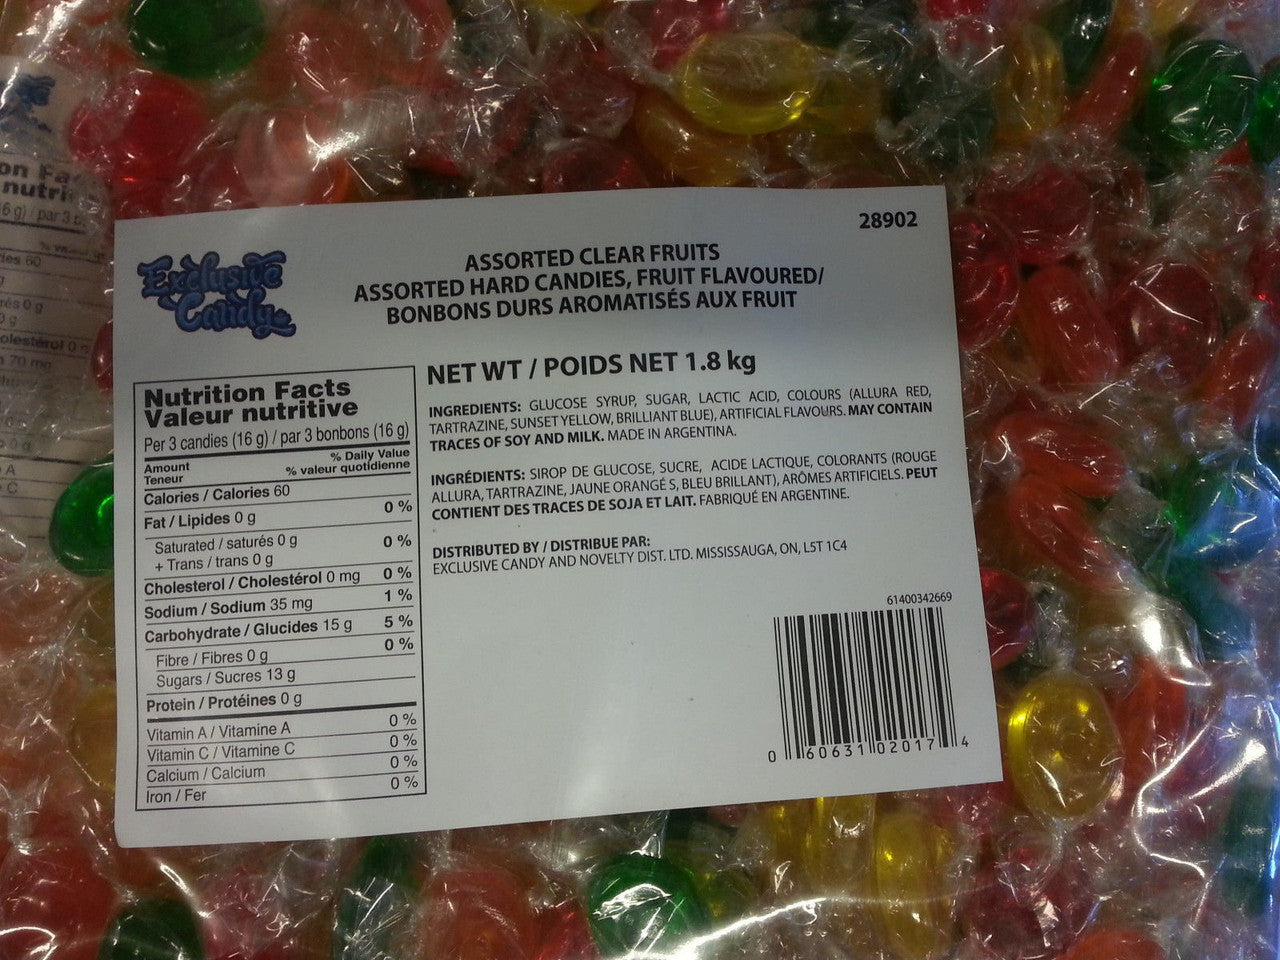 28902
Exclusive
Candy
ASSORTED CLEAR FRUITS
ASSORTED HARD CANDIES, FRUIT FLAVOURED/
BONBONS DURS AROMATISÉS AUX FRUIT
NET WT / POIDS NET 1.8 kg
INGREDIENTS: GLUCOSE SYRUP, SUGAR, LACTIC ACID, COLOURS (ALLURA RED,
TARTRAZINE, SUNSET YELLOW, BRILLIANT BLUE), ARTIFICIAL FLAVOURS. MAY CONTAIN
TRACES OF SOY AND MILK. MADE IN ARGENTINA.
INGRÉDIENTS: SIROP DE GLUCOSE, SUCRE, ACIDE LACTIQUE, COLORANTS (ROUGE
ALLURA, TARTRAZINE, JAUNE ORANGÉ S, BLEU BRILLANT), ARÔMES ARTIFICIELS. PEUT
CONTIENT DES TRACES DE SOJA ET LAIT. FABRIQUÉ EN ARGENTINE.
DISTRIBUTED BY / DISTRIBUE PAR:
EXCLUSIVE CANDY AND NOVELTY DIST. LTD. MISSISSAUGA, ON, L5T 1C4
61400342669
0 60631 02017 4
Nutrition Facts
Valeur nutritive
Per 3 candies (16 g) / par 3 bonbons (16 g)
Amount % Daily Value
Teneur % valeur quotidienne
Calories / Calories 60
Fat / Lipides 0 g 0 %
Saturated / saturés 0 g 0 %
+ Trans / trans 0 g
Cholesterol / Cholestérol 0 mg 0 %
Sodium / Sodium 35 mg 1 %
Carbohydrate / Glucides 15 g 5 %
Fibre / Fibres 0 g 0 %
Sugars / Sucres 13 g
Protein / Protéines 0 g
Vitamin A / Vitamine A 0 %
Vitamin C / Vitamine C 0 %
Calcium / Calcium 0 %
Iron / Fer 0 %